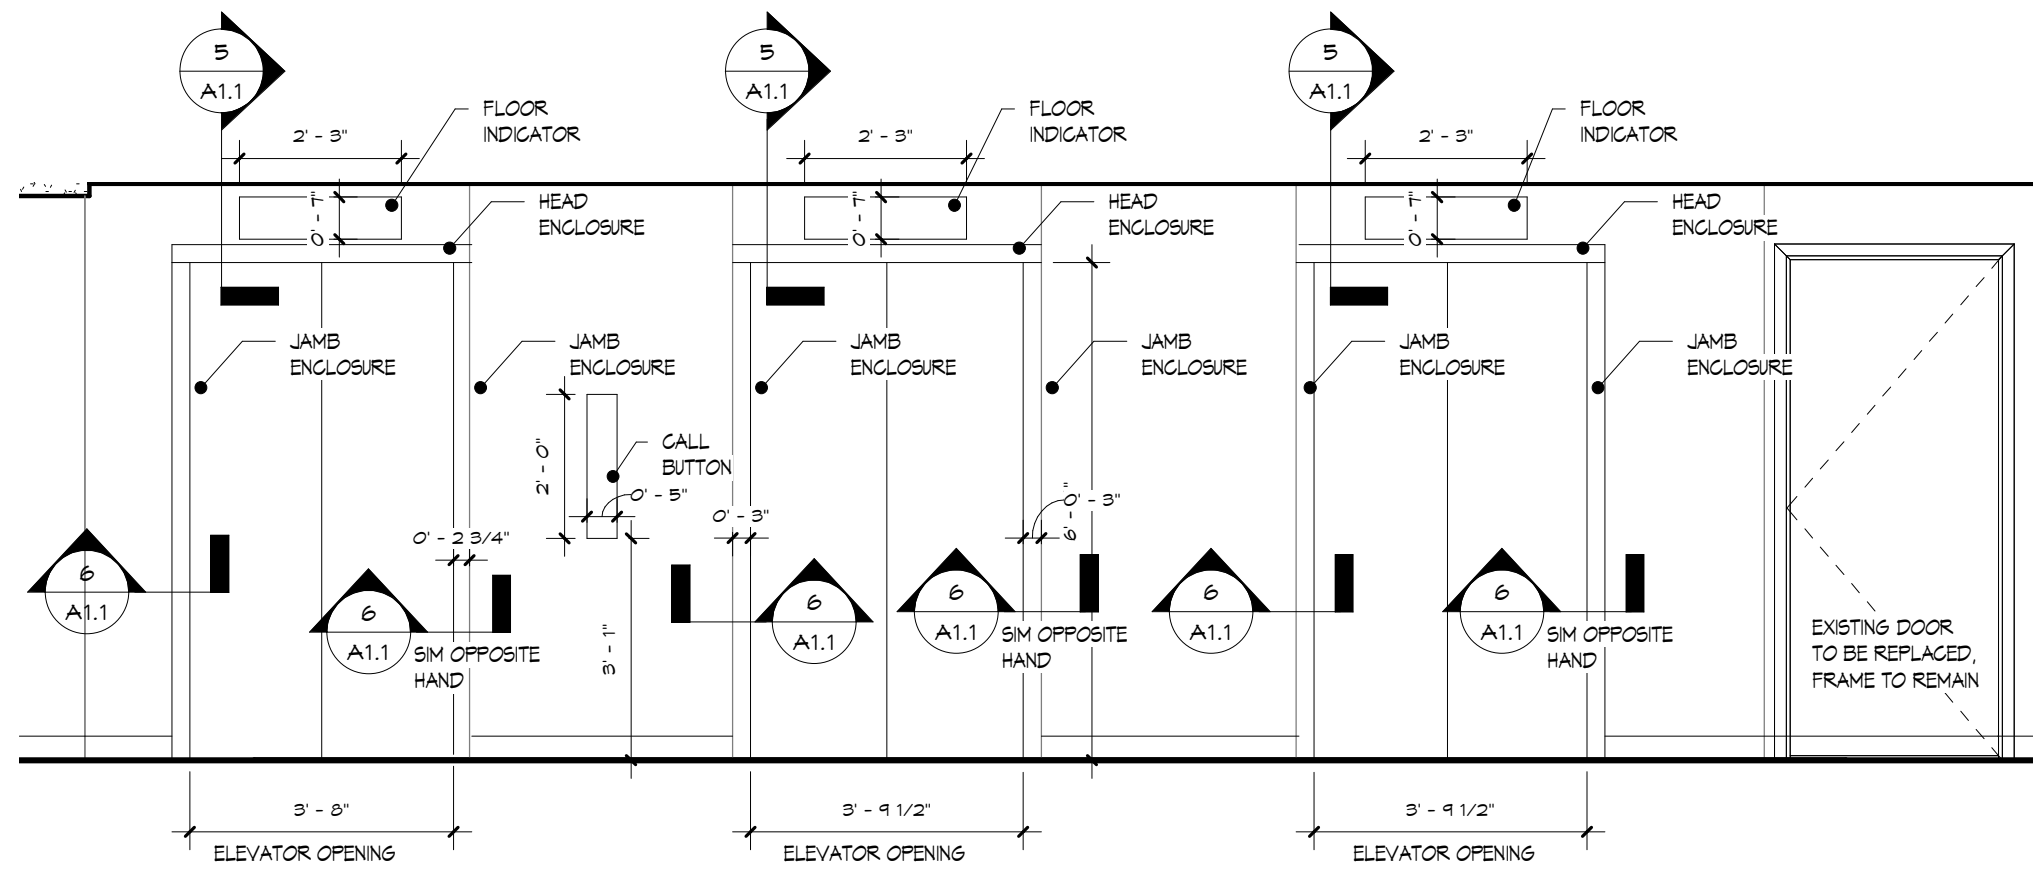 5
A1.1
5
A1.1
5
A1.1
FLOOR
INDICATOR
FLOOR
INDICATOR
FLOOR
INDICATOR
2' - 3"
2' - 3"
2' - 3"
0' - 7"
0' - 7"
0' - 7"
HEAD
ENCLOSURE
HEAD
ENCLOSURE
HEAD
ENCLOSURE
JAMB
ENCLOSURE
JAMB
ENCLOSURE
JAMB
ENCLOSURE
JAMB
ENCLOSURE
JAMB
ENCLOSURE
JAMB
ENCLOSURE
CALL
BUTTON
2' - 0"
0' - 5"
0' - 2 3/4"
0' - 3"
0' - 3"
6' - 0"
3' - 1"
6
A1.1
6
A1.1
SIM OPPOSITE
HAND
6
A1.1
6
A1.1
SIM OPPOSITE
HAND
6
A1.1
6
A1.1
SIM OPPOSITE
HAND
EXISTING DOOR
TO BE REPLACED,
FRAME TO REMAIN
3' - 8"
ELEVATOR OPENING
3' - 9 1/2"
ELEVATOR OPENING
3' - 9 1/2"
ELEVATOR OPENING